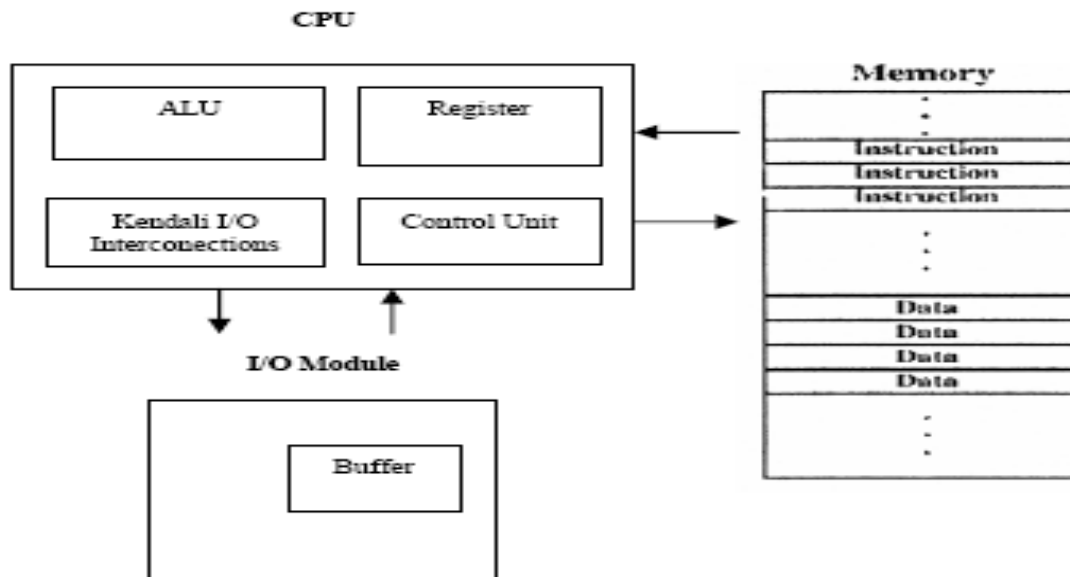 CPU
ALU
Register
Kendali I/O
Interconections
Control Unit
I/O Module
Buffer
Memory
Instruction
Instruction
Instruction
Data
Data
Data
Data